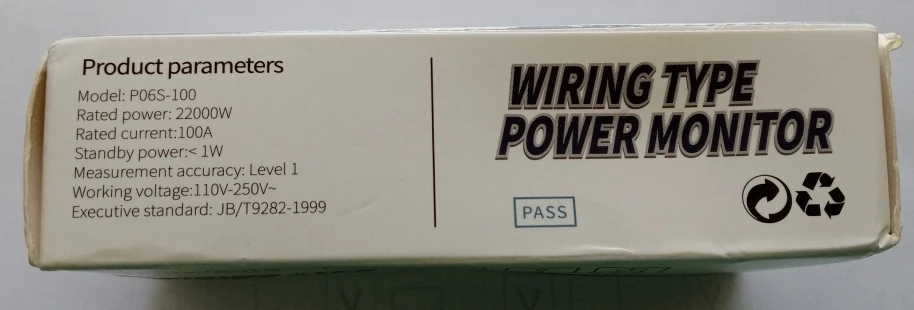 Product parameters
Model: P06S-100
Rated power: 22000W
Rated current:100A
Standby power:< 1W
Measurement accuracy: Level 1
Working voltage:110V-250V~
Executive standard: JB/T9282-1999
WIRING TYPE
POWER MONITOR
PASS